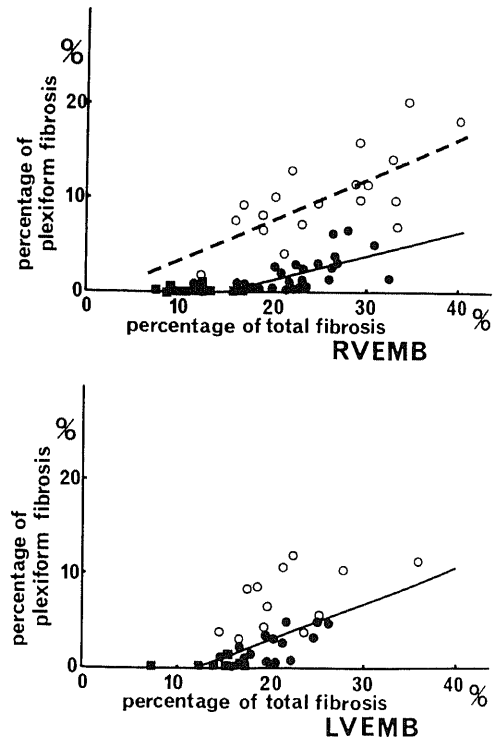 %
20
10
0
percentage of
plexiform fibrosis
0 10 20 30 40 %
percentage of total fibrosis
RVEMB
%
20
10
0
percentage of
plexiform fibrosis
0 10 20 30 40 %
percentage of total fibrosis
LVEMB